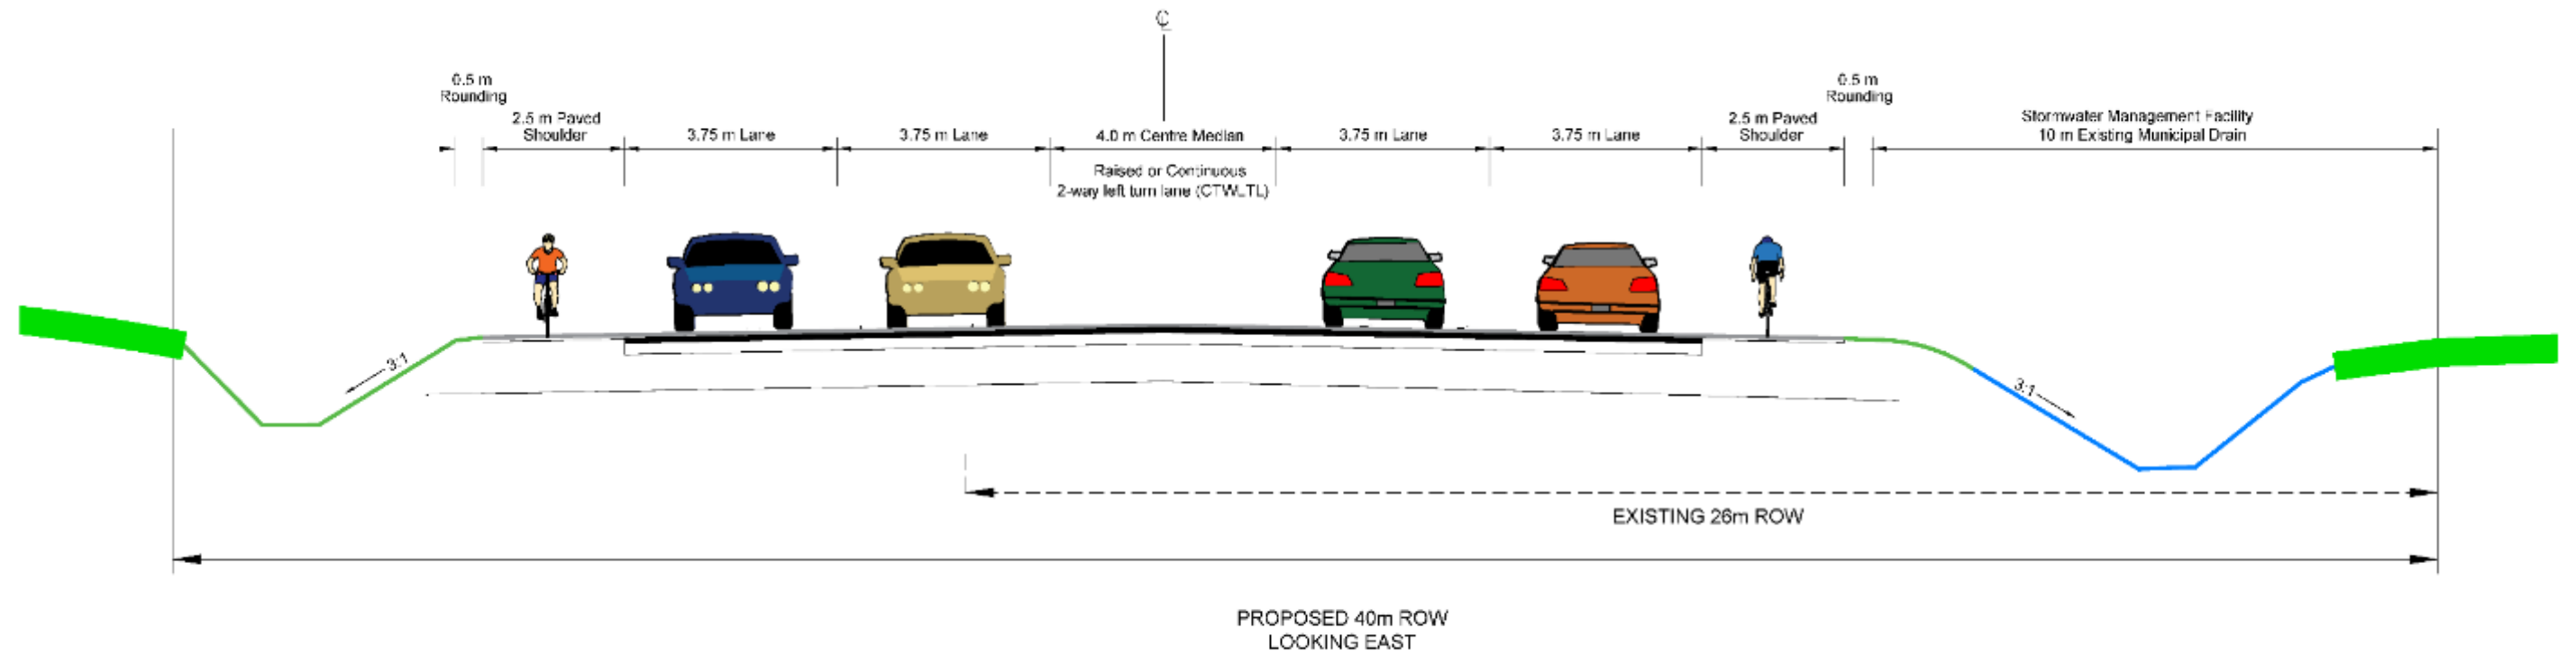 ℄
0.5 m
Rounding
2.5 m Paved
Shoulder
3.75 m Lane
3.75 m Lane
4.0 m Centre Median
Raised or Continuous
2-way left turn lane (CTWLTL)
3.75 m Lane
3.75 m Lane
2.5 m Paved
Shoulder
0.5 m
Rounding
Stormwater Management Facility
10 m Existing Municipal Drain
3:1
3:1
EXISTING 26m ROW
PROPOSED 40m ROW
LOOKING EAST